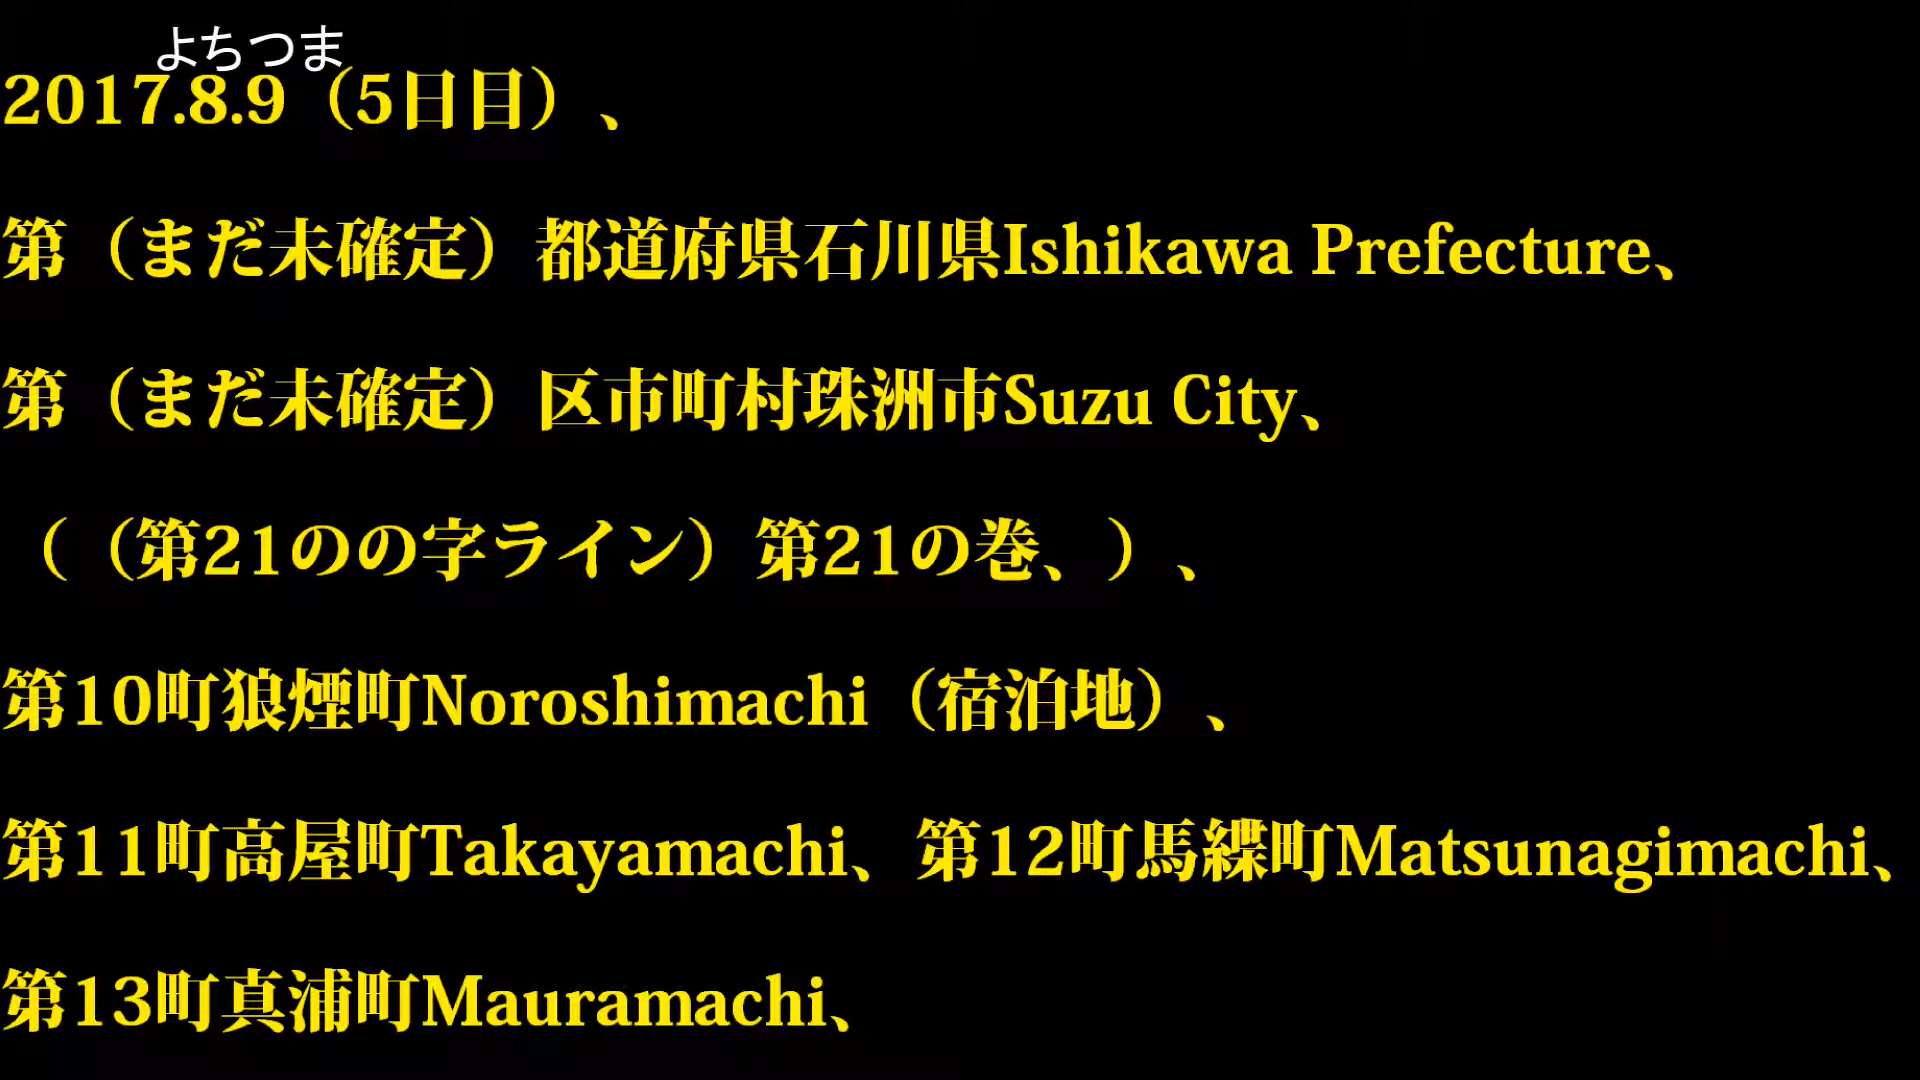 よちつま
2017.8.9（5日目）、
第（まだ未確定）都道府県石川県Ishikawa Prefecture、
第（まだ未確定）区市町村珠洲市Suzu City、
（（第21のの字ライン）第21の巻、）、
第10町狼煙町Noroshimachi（宿泊地）、
第11町高屋町Takayamachi、第12町馬緤町Matsunagimachi、
第13町真浦町Mauramachi、